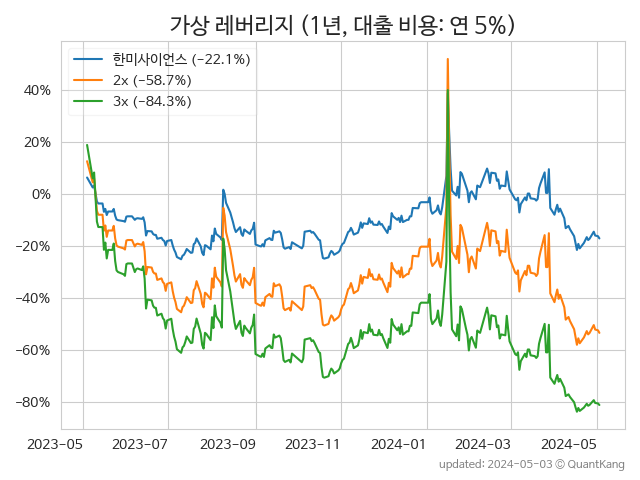 가상 레버리지 (1년, 대출 비용: 연 5%)
한미사이언스 (−22.1%)
2x (−58.7%)
3x (−84.3%)
40%
20%
0%
−20%
−40%
−60%
−80%
2023-05 2023-07 2023-09 2023-11 2024-01 2024-03 2024-05
updated: 2024-05-03 © QuantKang